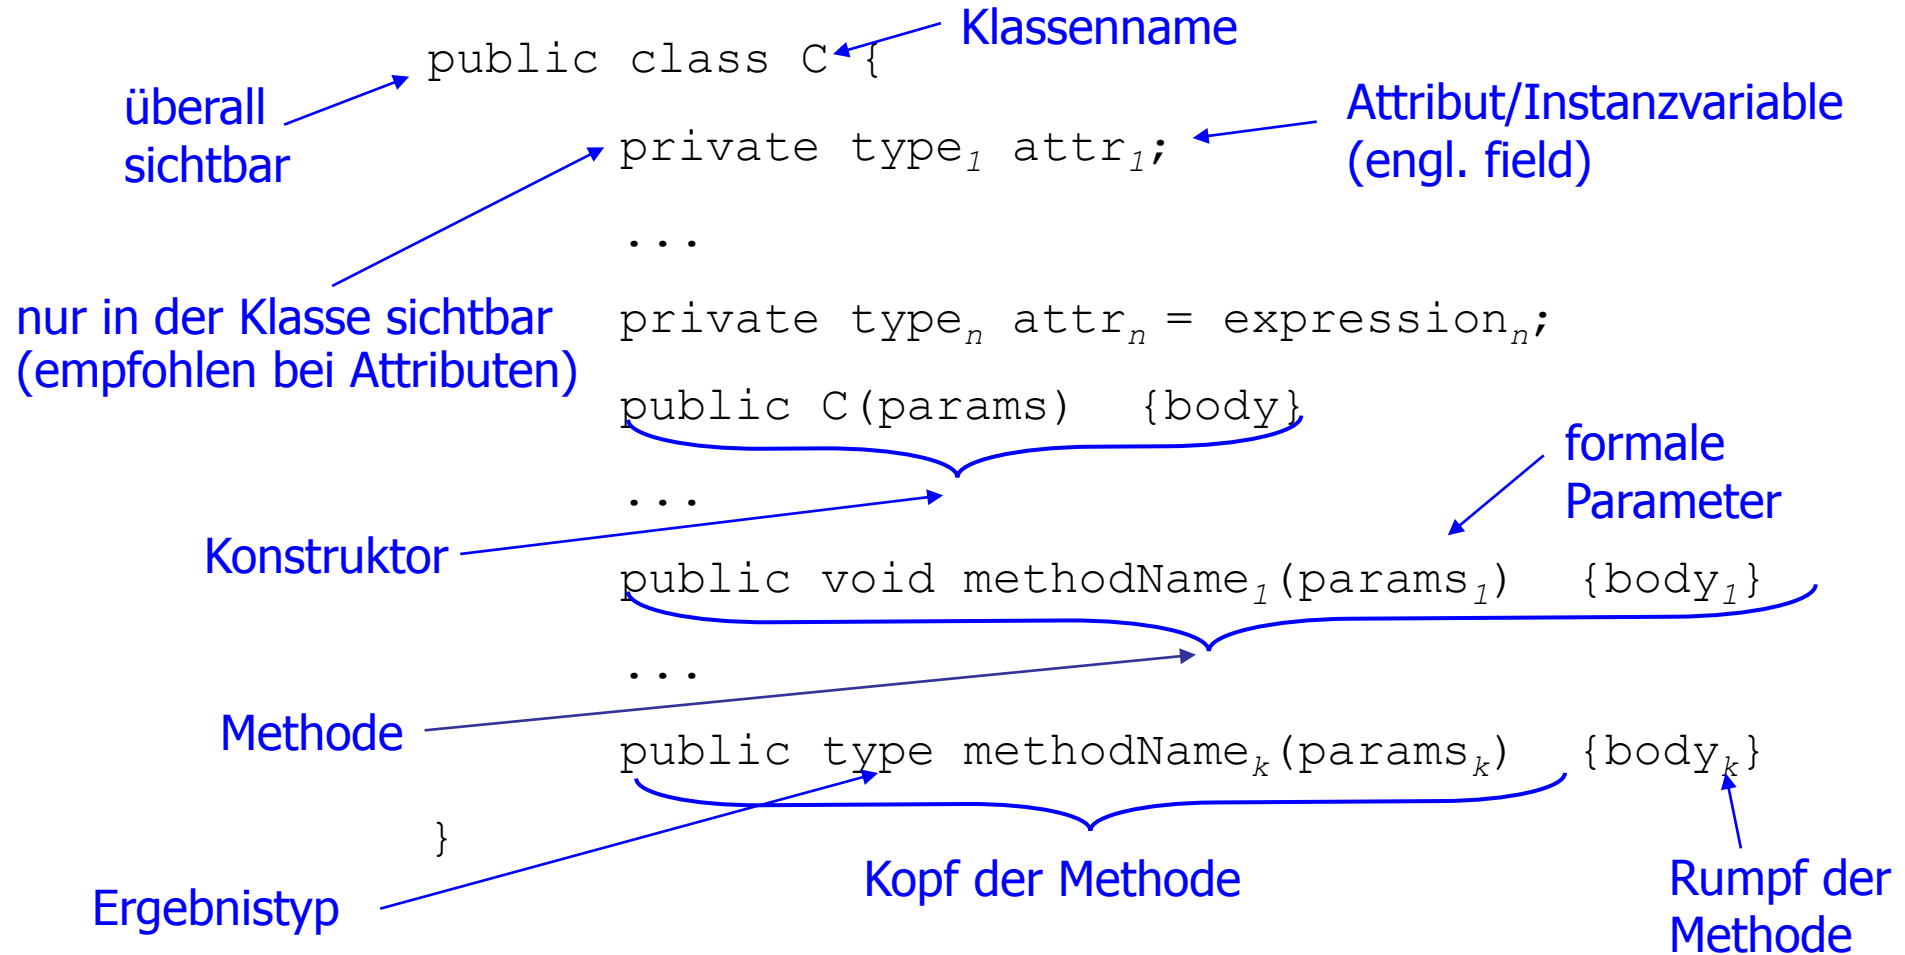 Klassenname
public class C {
überall
sichtbar
Attribut/Instanzvariable
(engl. field)
private type₁ attr₁;
...
nur in der Klasse sichtbar
(empfohlen bei Attributen)
private typeₙ attrₙ = expressionₙ;
public C(params) {body}
formale
Parameter
...
Konstruktor
public void methodName₁(params₁) {body₁}
...
Methode
public type methodNameₖ(paramsₖ) {bodyₖ}
}
Kopf der Methode
Rumpf der
Methode
Ergebnistyp